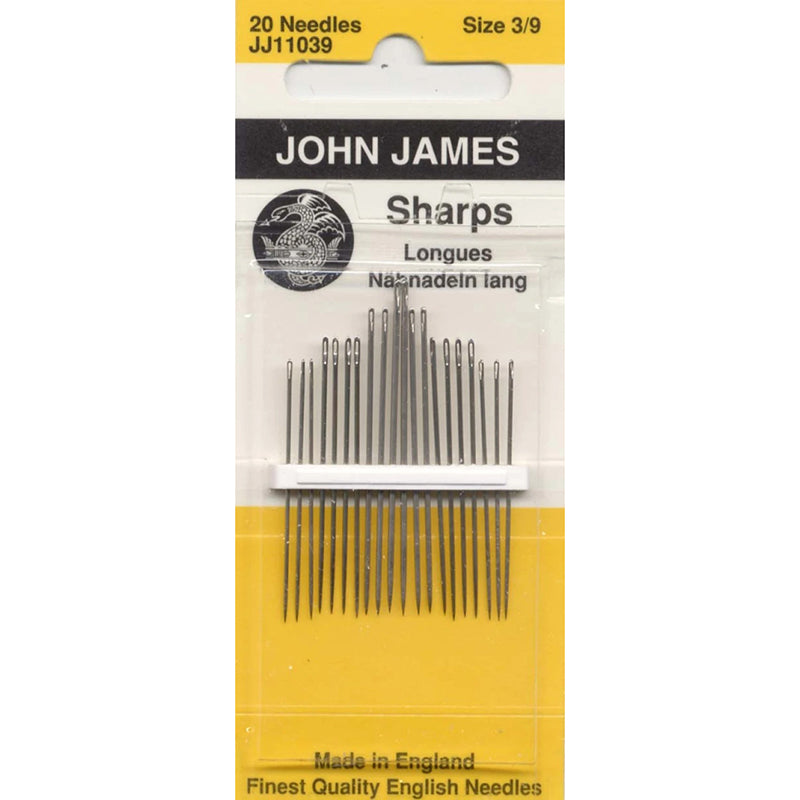 20 Needles Size 3/9
JJ11039
JOHN JAMES
Sharps
Longues
Nähnadeln lang
Made in England
Finest Quality English Needles